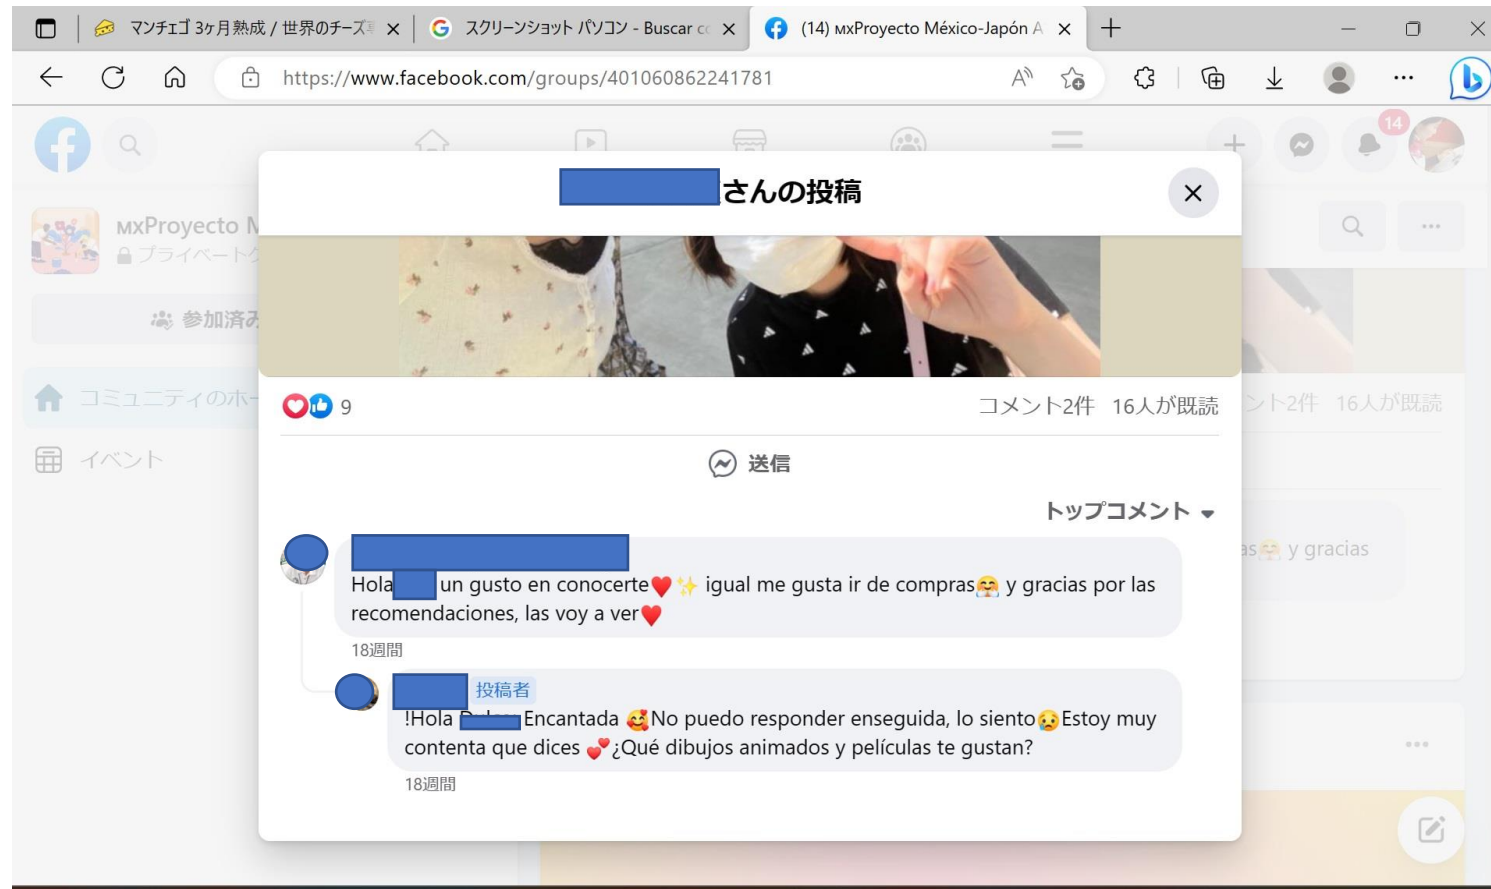 マンチェゴ 3ヶ月熟成 / 世界のチーズ
スクリーンショット パソコン - Buscar co
(14) мxProyecto México-Japón A
https://www.facebook.com/groups/401060862241781
14
мxProyecto M
プライベートグ
参加済み
コミュニティのホー
イベント
さんの投稿
9
コメント2件 16人が既読
ント2件 16人が既読
送信
トップコメント
Hola un gusto en conocerte♥️✨ igual me gusta ir de compras🤗 y gracias por las
recomendaciones, las voy a ver♥️
as🤗 y gracias
18週間
投稿者
!Hola Encantada 🥰No puedo responder enseguida, lo siento😥Estoy muy
contenta que dices 💕¿Qué dibujos animados y películas te gustan?
18週間